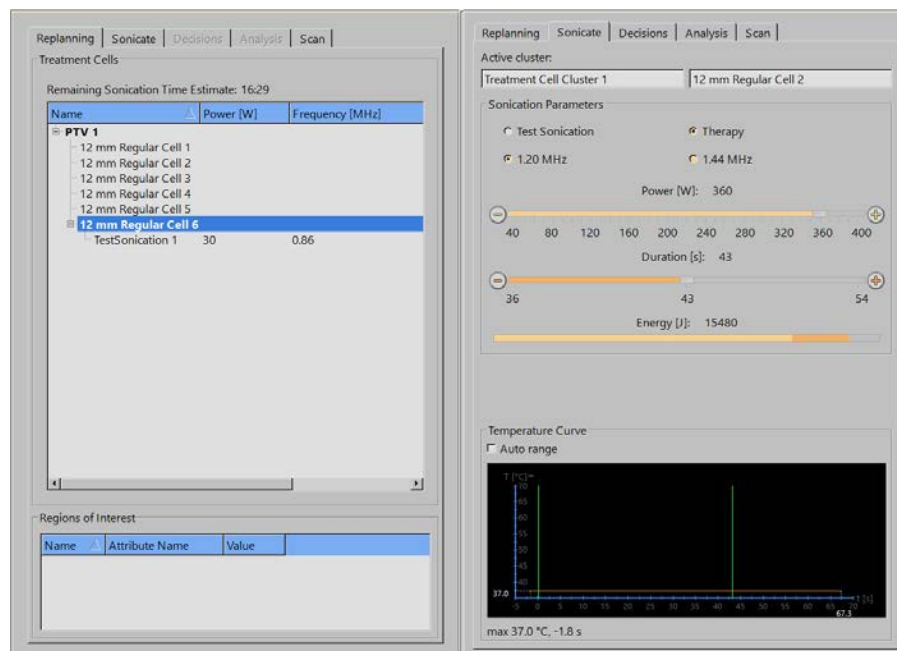 Replanning Sonicate Decisions Analysis Scan
Treatment Cells
Remaining Sonication Time Estimate: 16:29
Name Power [W] Frequency [MHz]
PTV 1
12 mm Regular Cell 1
12 mm Regular Cell 2
12 mm Regular Cell 3
12 mm Regular Cell 4
12 mm Regular Cell 5
12 mm Regular Cell 6
TestSonication 1 30 0.86
Regions of Interest
Name Attribute Name Value
Replanning Sonicate Decisions Analysis Scan
Active cluster:
Treatment Cell Cluster 1 12 mm Regular Cell 2
Sonication Parameters
Test Sonication Therapy
1.20 MHz 1.44 MHz
Power [W]: 360
40 80 120 160 200 240 280 320 360 400
Duration [s]: 43
36 43 54
Energy [J]: 15480
Temperature Curve
Auto range
T [°C]
70
65
60
55
50
45
40
37.0
-5 0 5 10 15 20 25 30 35 40 45 50 55 60 65 70 T [s]
67.3
max 37.0 °C, -1.8 s